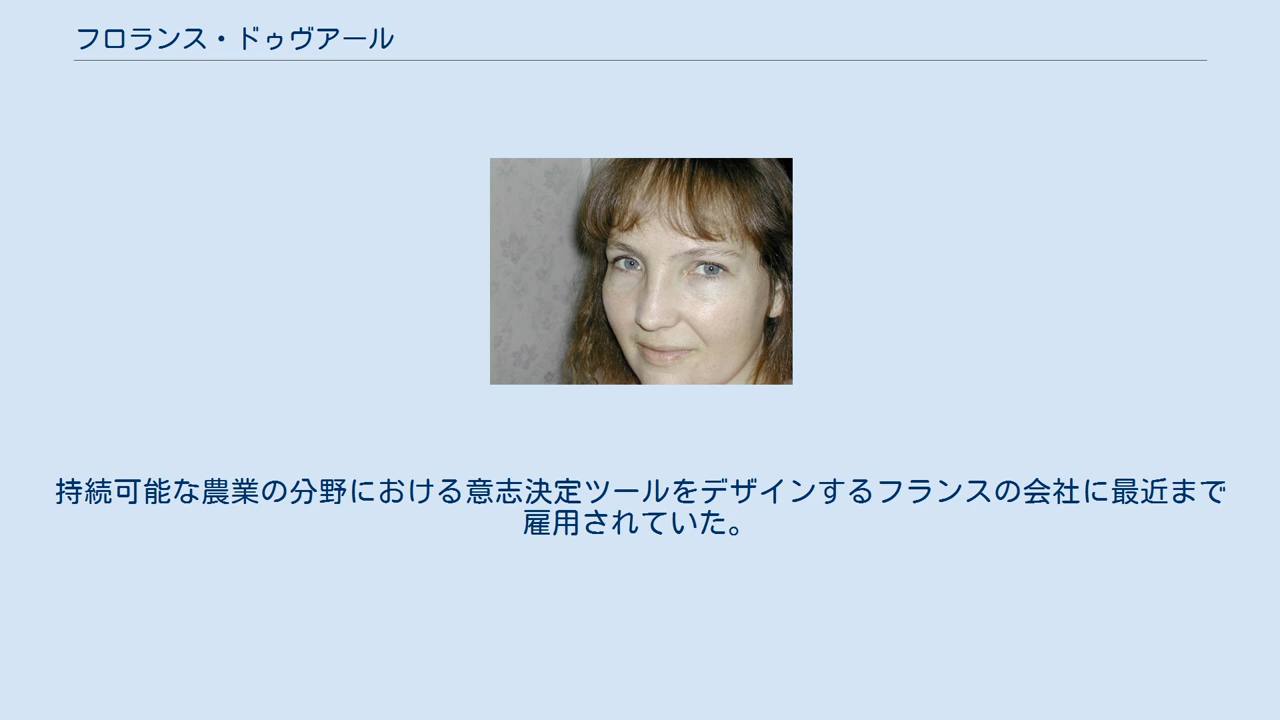 フロランス・ドゥヴアール
持続可能な農業の分野における意志決定ツールをデザインするフランスの会社に最近まで
雇用されていた。